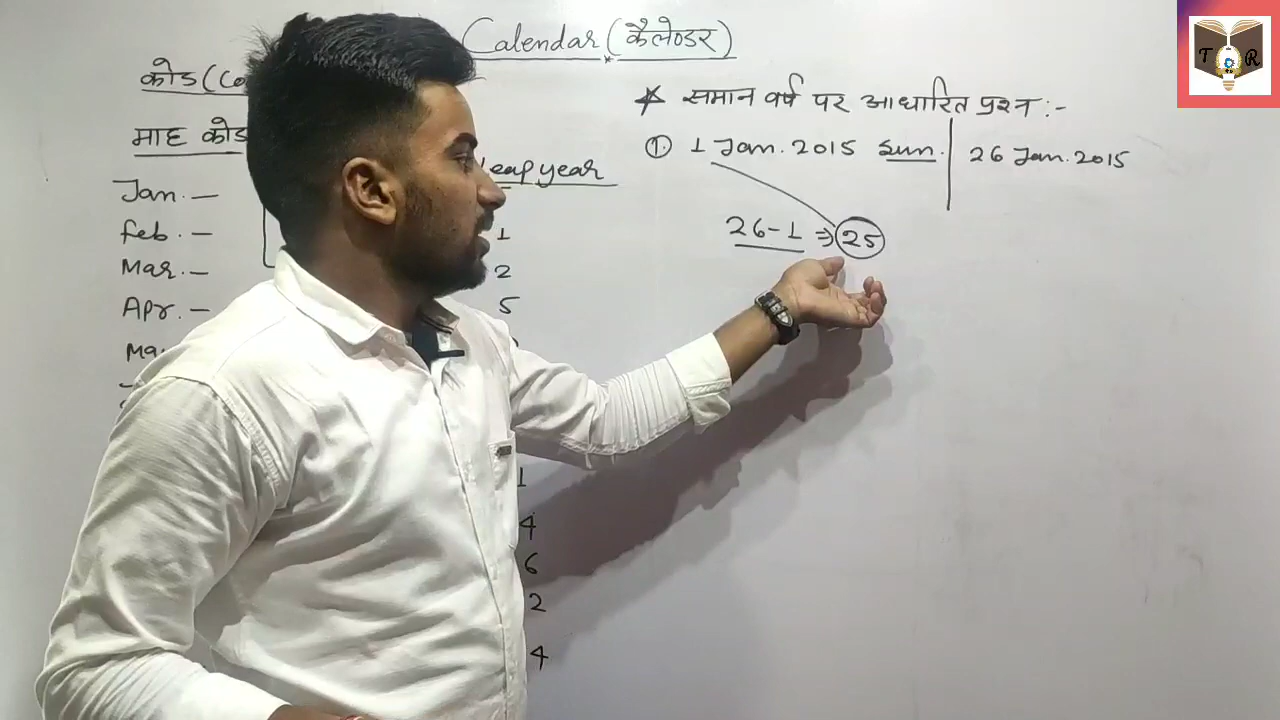 Calendar (कैलेण्डर)
कोड (Co
माह कोड
leap year
Jan. —
feb. —
1
Mar. —
2
Apr. —
5
Ma
1
4
6
2
4
★ समान वर्ष पर आधारित प्रश्न :-
① 1 Jan. 2015 Sun. 26 Jan. 2015
26-1 ⇒ 25
T R